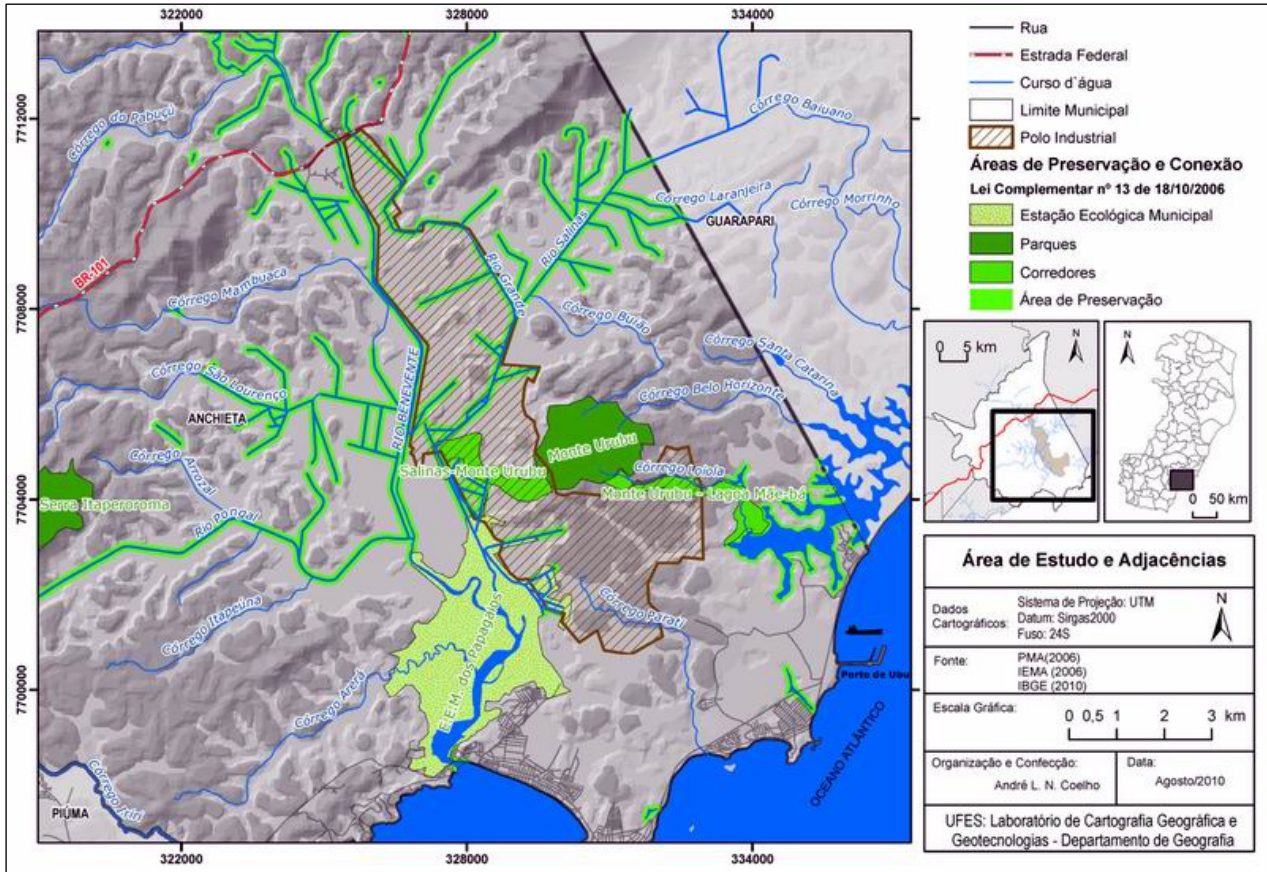 322000
328000
334000
7712000
7708000
7704000
7700000
322000
328000
334000
Córrego do Pabuçú
BR-101
Córrego Mambuaca
Córrego São Lourenço
ANCHIETA
Córrego Arrozal
Serra Itaperoroma
Rio Pongal
Córrego Itapeúna
Córrego Arerá
Córrego Iriri
PIÚMA
RIO BENEVENTE
Rio Grande
Rio Salinas
Córrego Baiuano
Córrego Laranjeira
GUARAPARI
Córrego Morrinho
Córrego Burão
Córrego Santa Catarina
Córrego Belo Horizonte
Monte Urubu
Salinas-Monte Urubu
Córrego Loiola
Monte Urubu - Lagoa Mãe-bá
Córrego Parati
E.E.M. dos Papagaios
Porto de Ubu
OCEANO ATLÂNTICO
Rua
Estrada Federal
Curso d`água
Limite Municipal
Polo Industrial
Áreas de Preservação e Conexão
Lei Complementar nº 13 de 18/10/2006
Estação Ecológica Municipal
Parques
Corredores
Área de Preservação
0 5 km
N
N
0 50 km
Área de Estudo e Adjacências
Dados Cartográficos:
Sistema de Projeção: UTM
Datum: Sirgas2000
Fuso: 24S
N
Fonte:
PMA(2006)
IEMA (2006)
IBGE (2010)
Escala Gráfica:
0 0,5 1 2 3 km
Organização e Confecção:
André L. N. Coelho
Data:
Agosto/2010
UFES: Laboratório de Cartografia Geográfica e
Geotecnologias - Departamento de Geografia